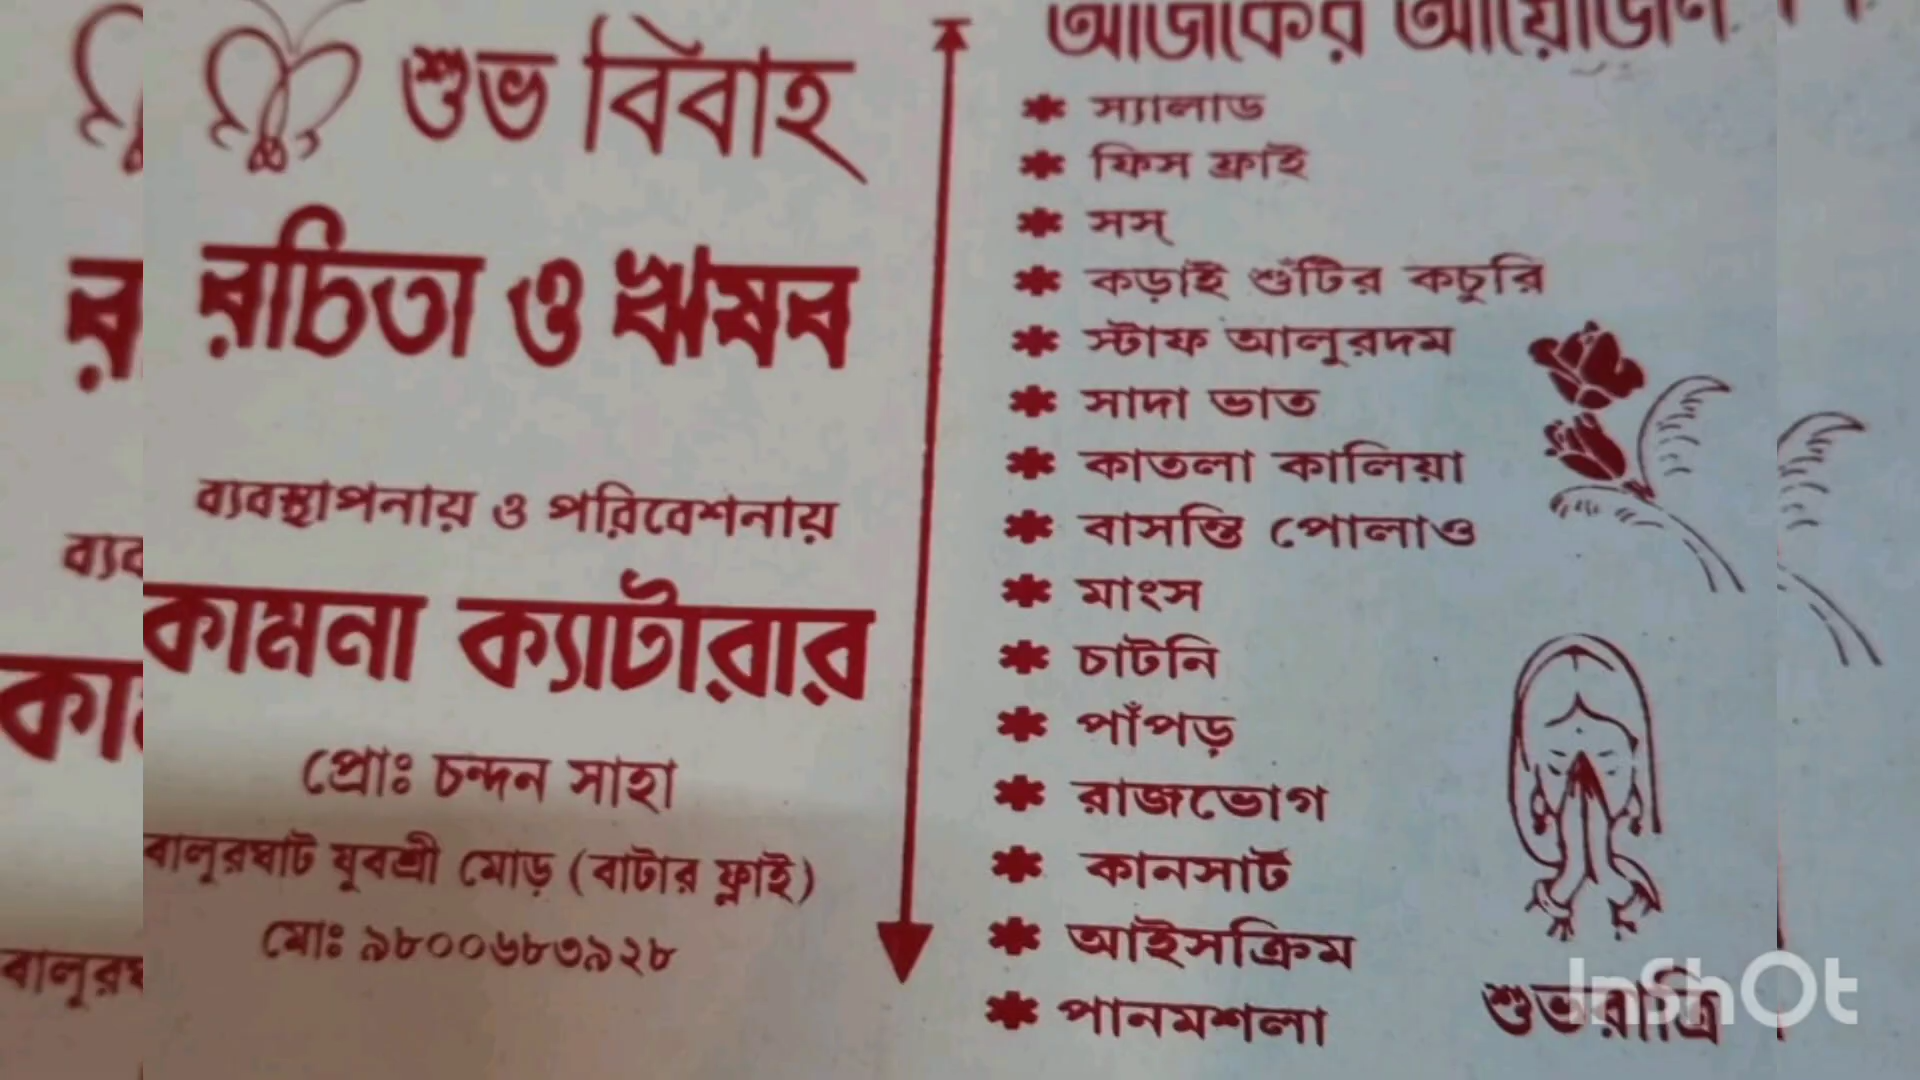 শুভ বিবাহ
রচিতা ও ঋষব
ব্যবস্থাপনায় ও পরিবেশনায়
কামনা ক্যাটারার
প্রোঃ চন্দন সাহা
বালুরঘাট যুবশ্রী মোড় (বাটার ফ্লাই)
মোঃ ৯৮০০৬৮৩৯২৮
আজকের আয়োজন
* স্যালাড
* ফিস ফ্রাই
* সস্
* কড়াই শুঁটির কচুরি
* স্টাফ আলুরদম
* সাদা ভাত
* কাতলা কালিয়া
* বাসন্তি পোলাও
* মাংস
* চাটনি
* পাঁপড়
* রাজভোগ
* কানসার্ট
* আইসক্রিম
* পানমশলা
শুভরাত্রি
InShOt